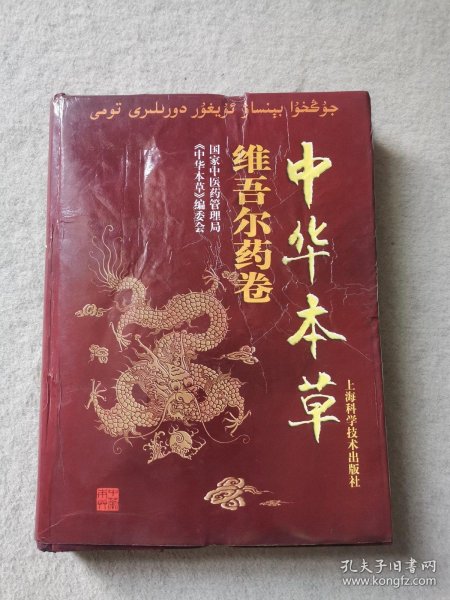 جۇڭخۇا بېنساۋ ئۇيغۇر دورىلىرى تومى
中华本草
维吾尔药卷
国家中医药管理局
《中华本草》编委会
上海科学技术出版社
孔夫子旧书网
www.kongfz.com